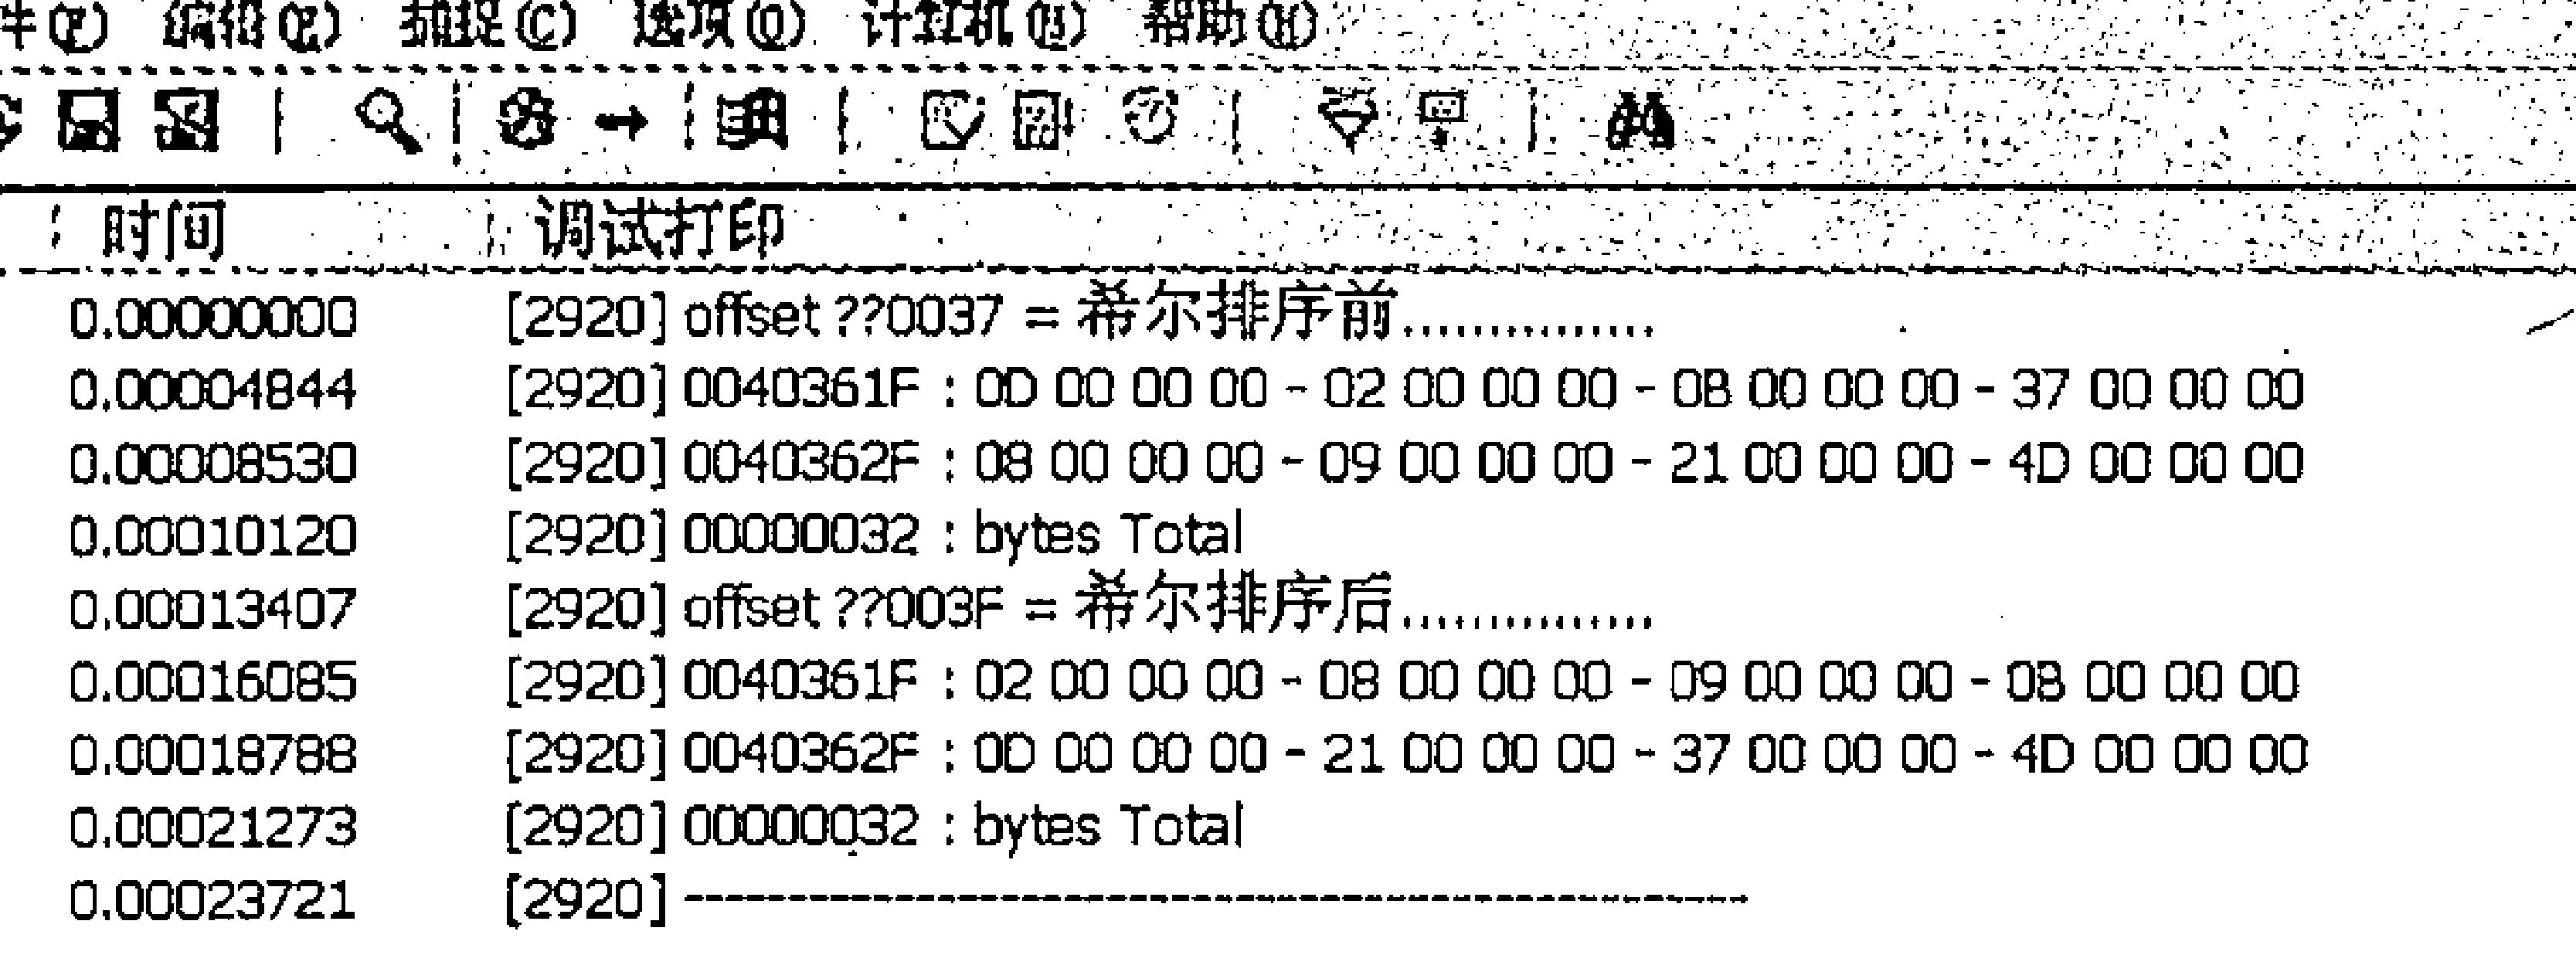 件(F) 编辑(E) 捕捉(C) 选项(O) 计算机(H) 帮助(H)
时间 调试打印
0.00000000 [2920] offset ??0037 = 希尔排序前...............
0.00004844 [2920] 0040361F : 0D 00 00 00 - 02 00 00 00 - 0B 00 00 00 - 37 00 00 00
0.00008530 [2920] 0040362F : 08 00 00 00 - 09 00 00 00 - 21 00 00 00 - 4D 00 00 00
0.00010120 [2920] 00000032 : bytes Total
0.00013407 [2920] offset ??003F = 希尔排序后...............
0.00016085 [2920] 0040361F : 02 00 00 00 - 08 00 00 00 - 09 00 00 00 - 0B 00 00 00
0.00018788 [2920] 0040362F : 0D 00 00 00 - 21 00 00 00 - 37 00 00 00 - 4D 00 00 00
0.00021273 [2920] 00000032 : bytes Total
0.00023721 [2920] --------------------------------------------------